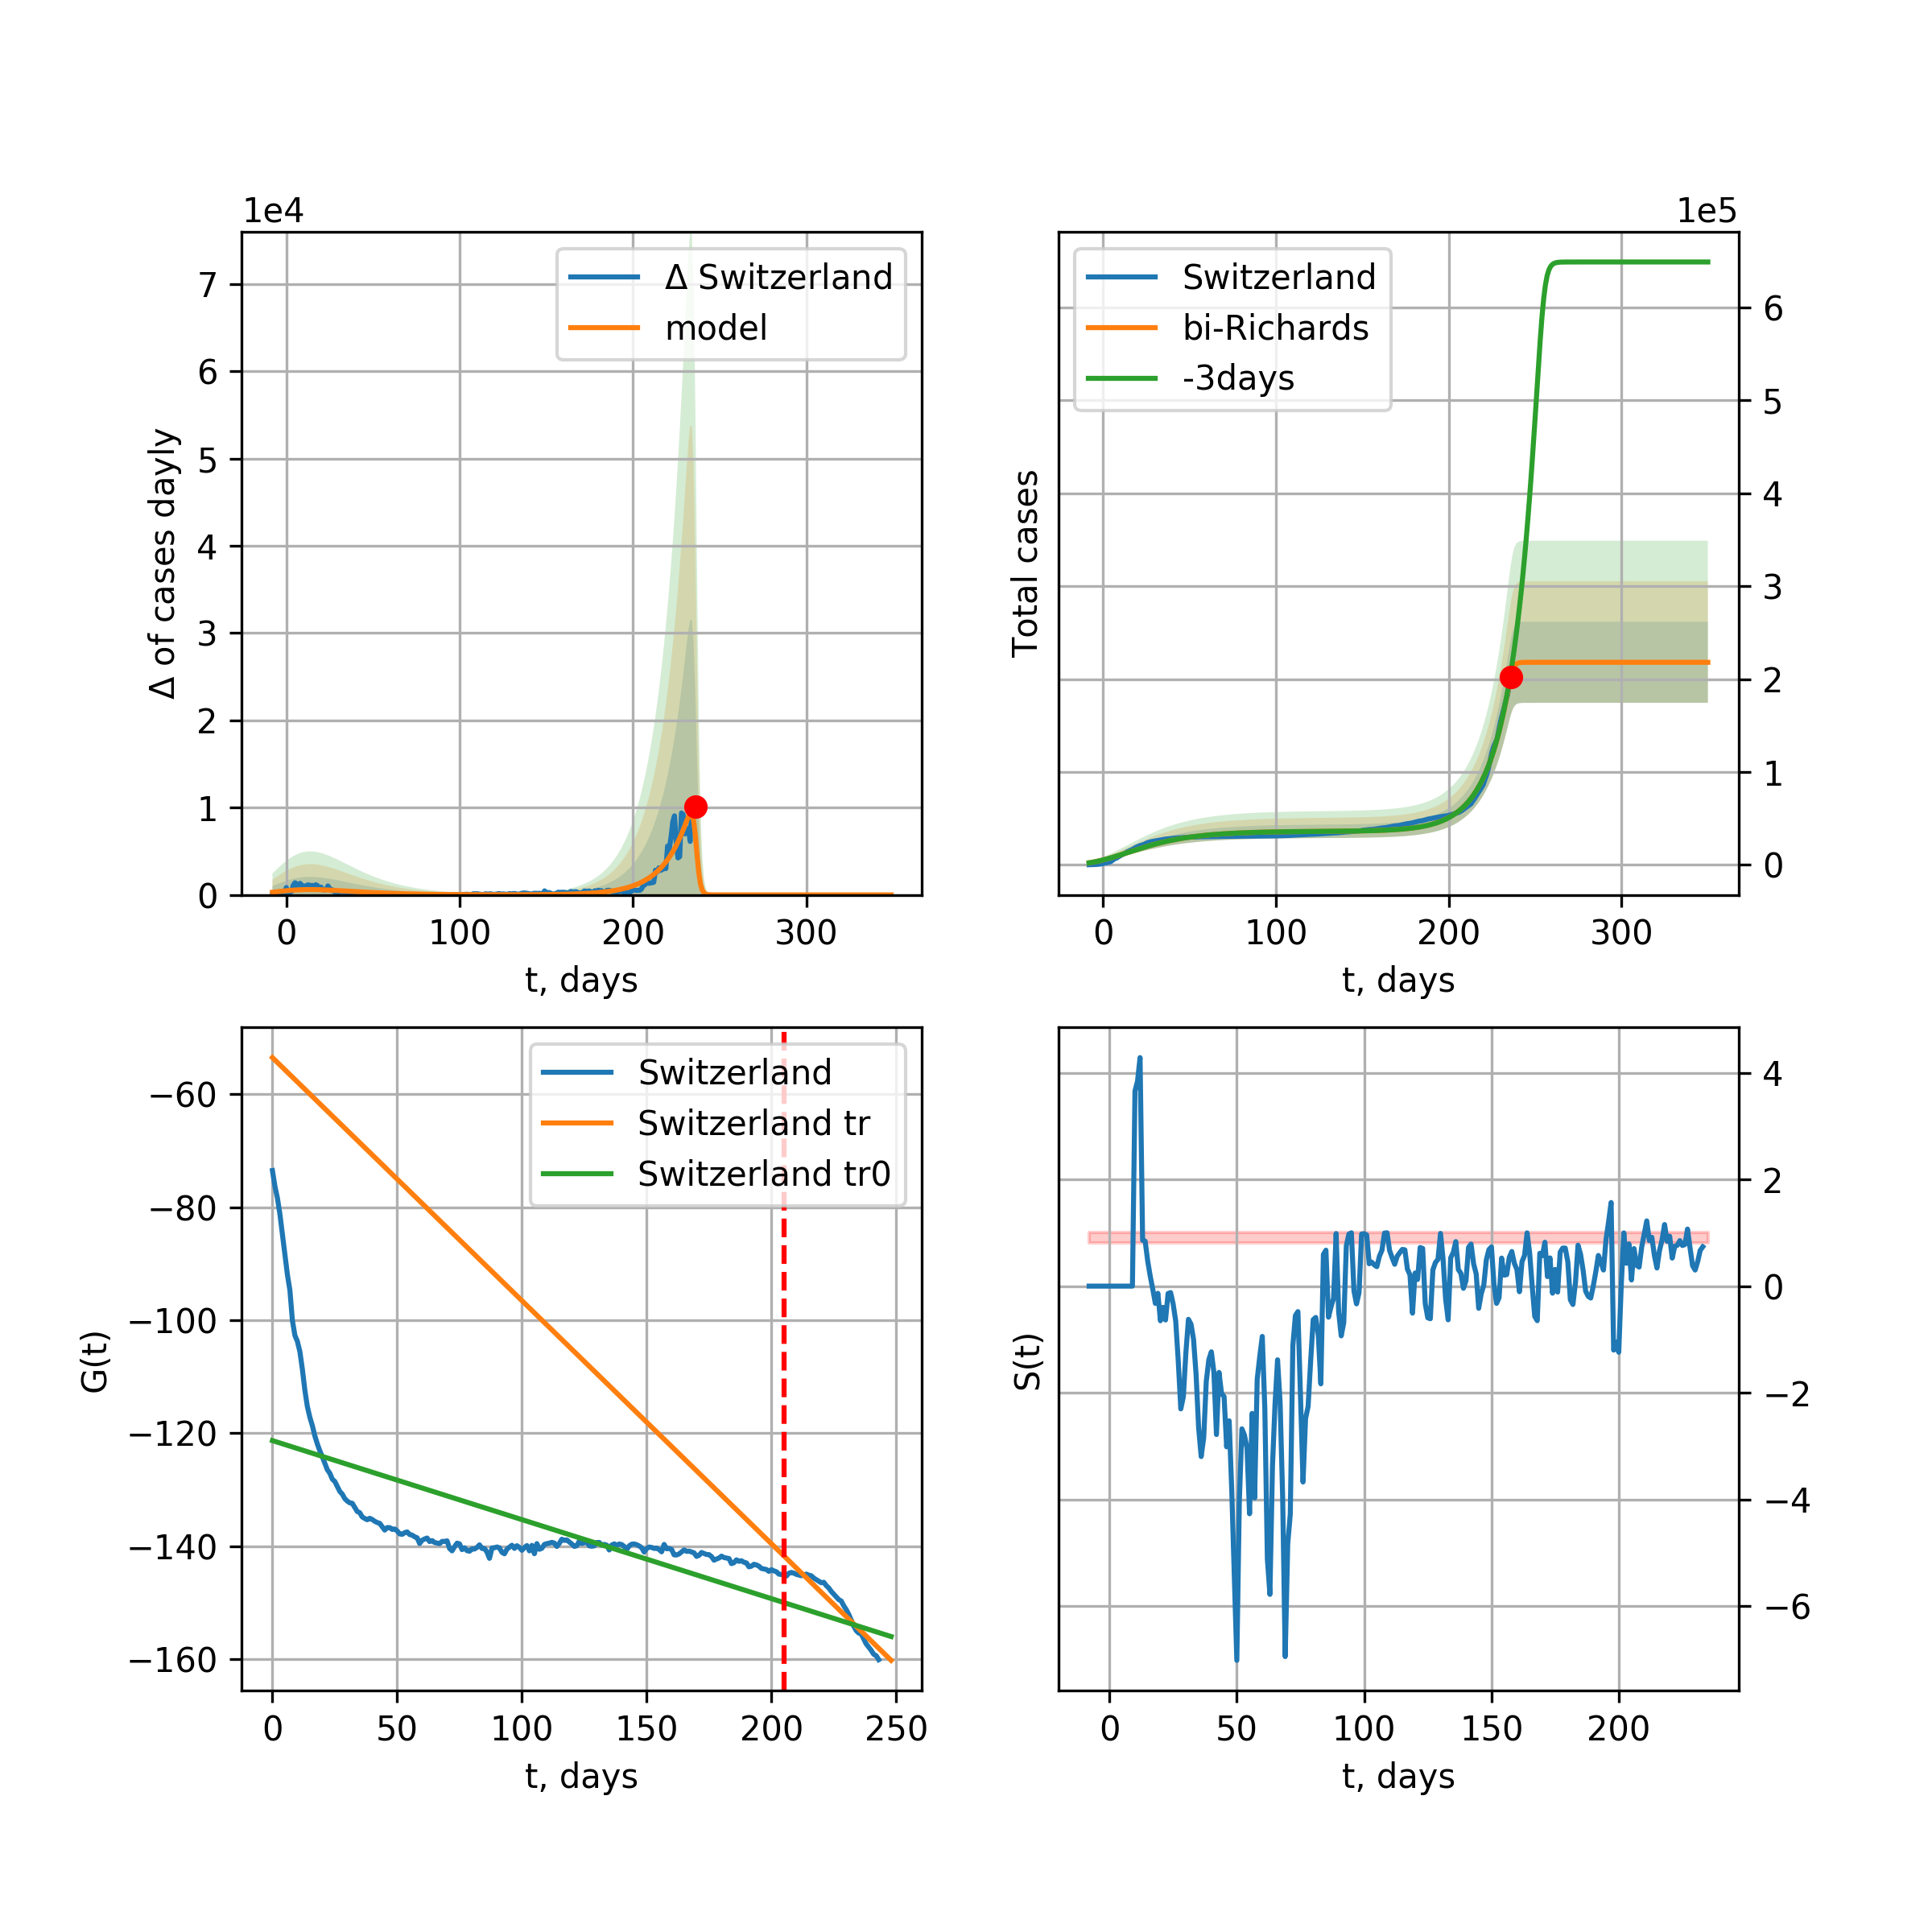 1e4
Δ of cases dayly
7
6
5
4
3
2
1
0
Δ Switzerland
model
0 100 200 300
t, days
1e5
Total cases
Switzerland
bi-Richards
-3days
6
5
4
3
2
1
0
0 100 200 300
t, days
G(t)
−60
−80
−100
−120
−140
−160
Switzerland
Switzerland tr
Switzerland tr0
0 50 100 150 200 250
t, days
S(t)
4
2
0
−2
−4
−6
0 50 100 150 200
t, days